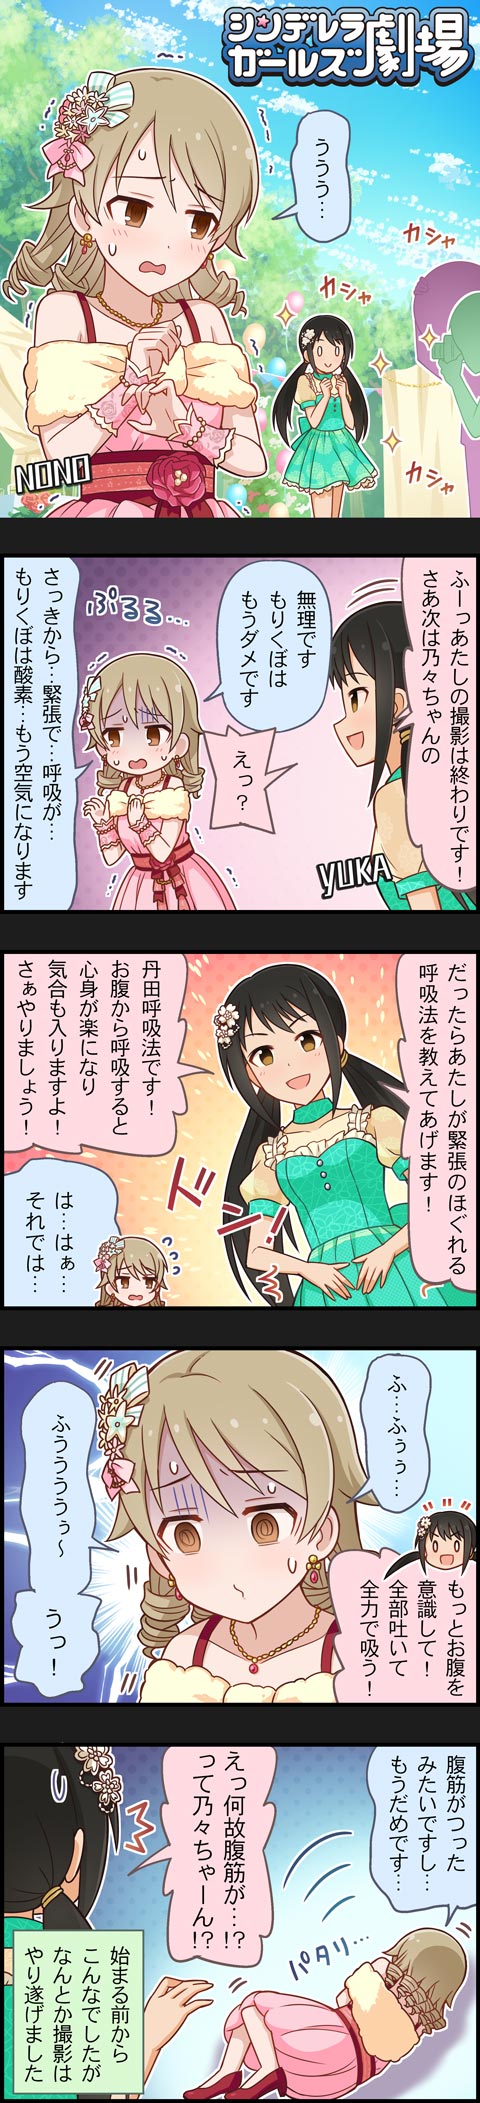 シンデレラ
ガールズ劇場
ううう…
カシャ
カシャ
カシャ
NONO
ふーっあたしの撮影は終わりです！
さあ次は乃々ちゃんの
無理です
もりくぼは
もうダメです
えっ？
ぷるる…
さっきから…緊張で…呼吸が…
もりくぼは酸素…もう空気になります
YUKA
だったらあたしが緊張のほぐれる
呼吸法を教えてあげます！
丹田呼吸法です！
お腹から呼吸すると
心身が楽になり
気合も入りますよ！
さぁやりましょう！
ズン！
は…はぁ…
それでは…
ふ…ふぅぅ…
もっとお腹を
意識して！
全部吐いて
全力で吸う！
ふうううぅ～
うっ！
腹筋がつった
みたいですし…
もうだめです…
えっ何故腹筋が…!?
って乃々ちゃーん!?
パタリ…
始まる前から
こんなでしたが
なんとか撮影は
やり遂げました